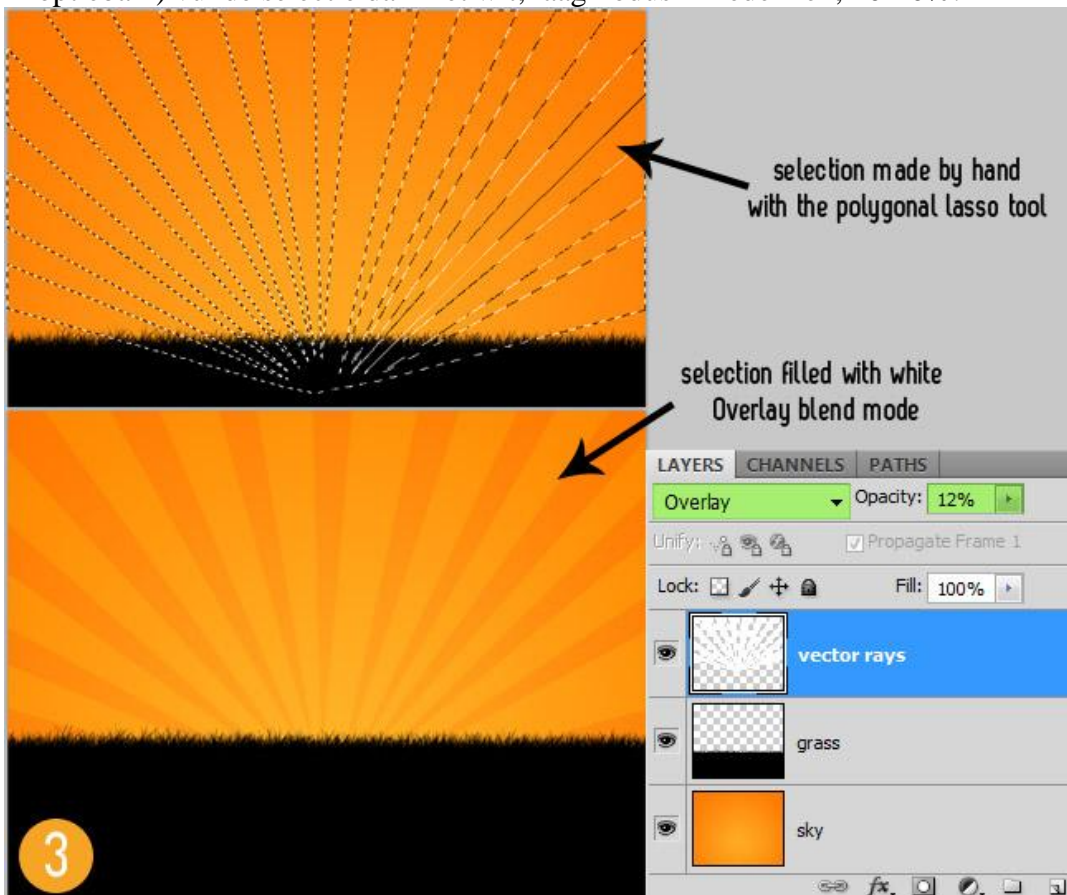 selection made by hand
with the polygonal lasso tool
selection filled with white
Overlay blend mode
LAYERS CHANNELS PATHS
Overlay Opacity: 12%
Unify: Propagate Frame 1
Lock: Fill: 100%
vector rays
grass
sky
fx.
3